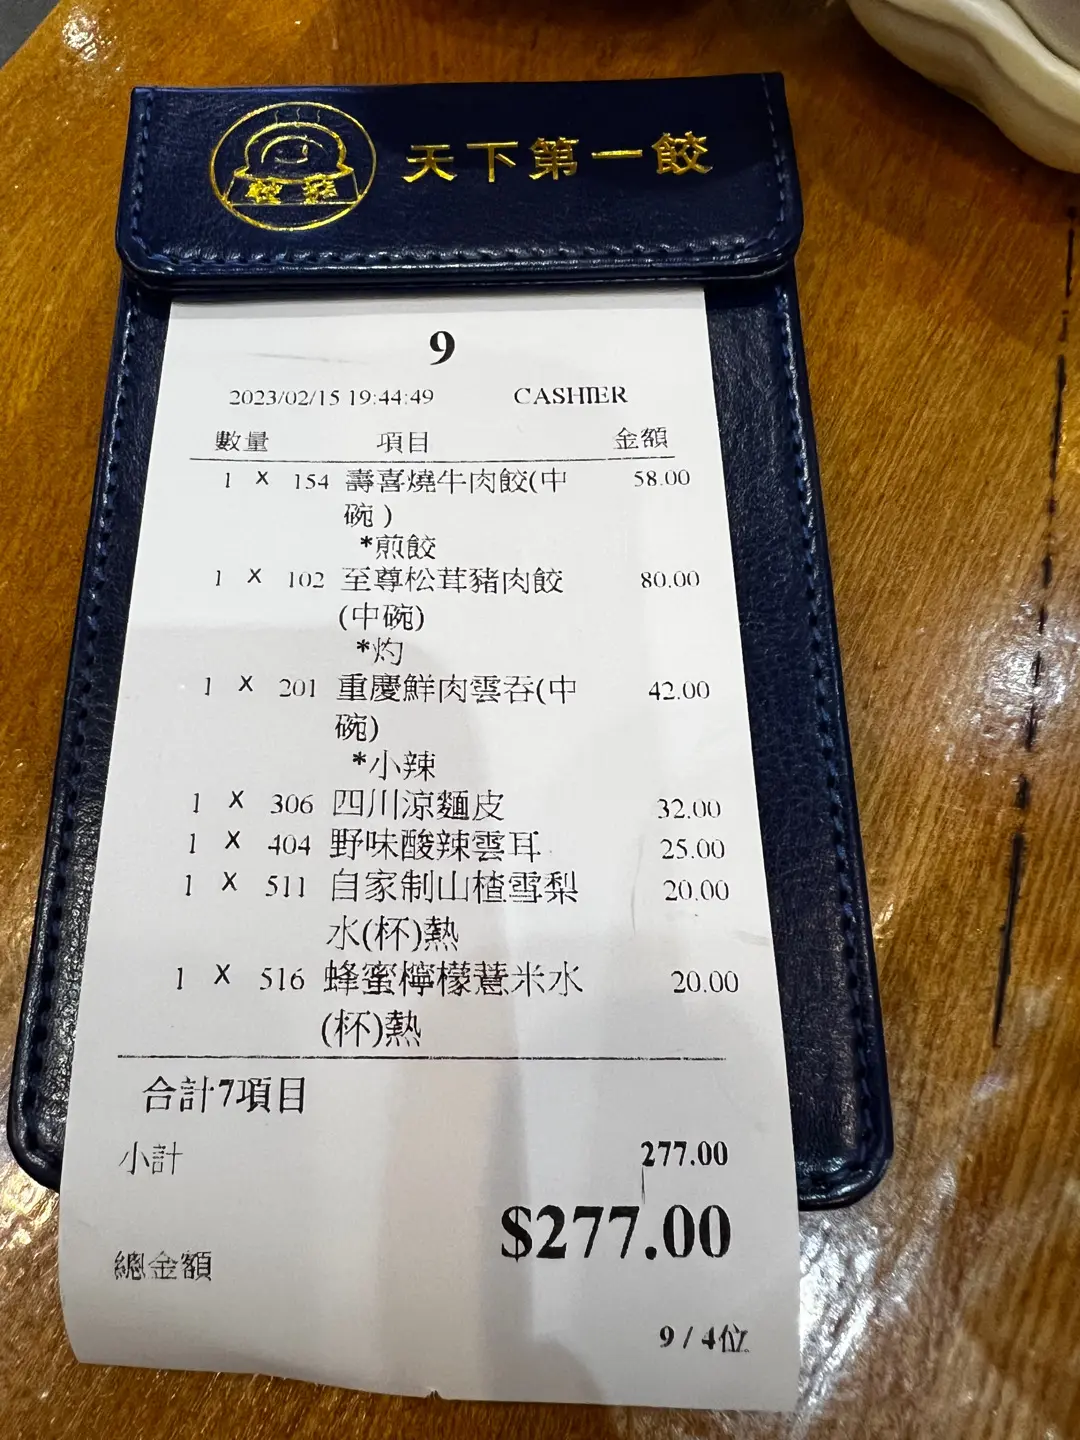 天下第一餃
9
2023/02/15 19:44:49 CASHIER
數量 項目 金額
1 X 154 壽喜燒牛肉餃(中 58.00
碗 )
*煎餃
1 X 102 至尊松茸豬肉餃 80.00
(中碗)
*灼
1 X 201 重慶鮮肉雲吞(中 42.00
碗)
*小辣
1 X 306 四川涼麵皮 32.00
1 X 404 野味酸辣雲耳 25.00
1 X 511 自家制山楂雪梨 20.00
水(杯)熱
1 X 516 蜂蜜檸檬薏米水 20.00
(杯)熱
合計7項目
小計 277.00
總金額 $277.00
9 / 4位